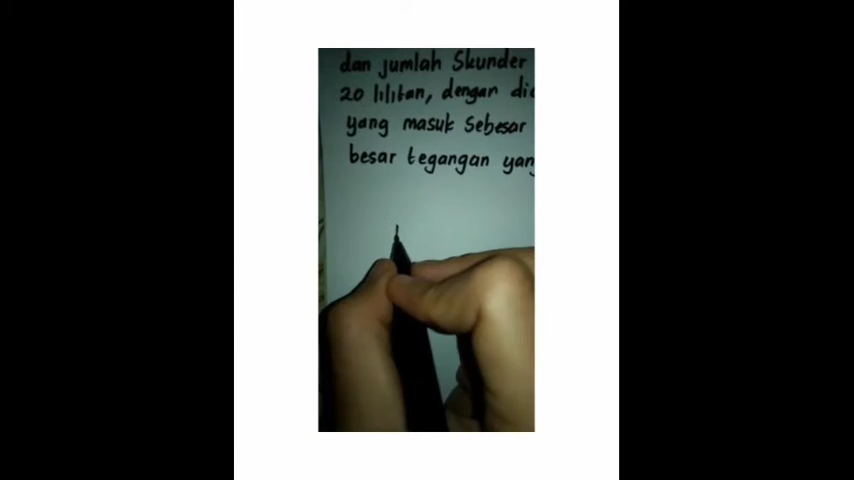 dan jumlah Skunder
20 lilitan, dengan
yang masuk Sebesar
besar tegangan